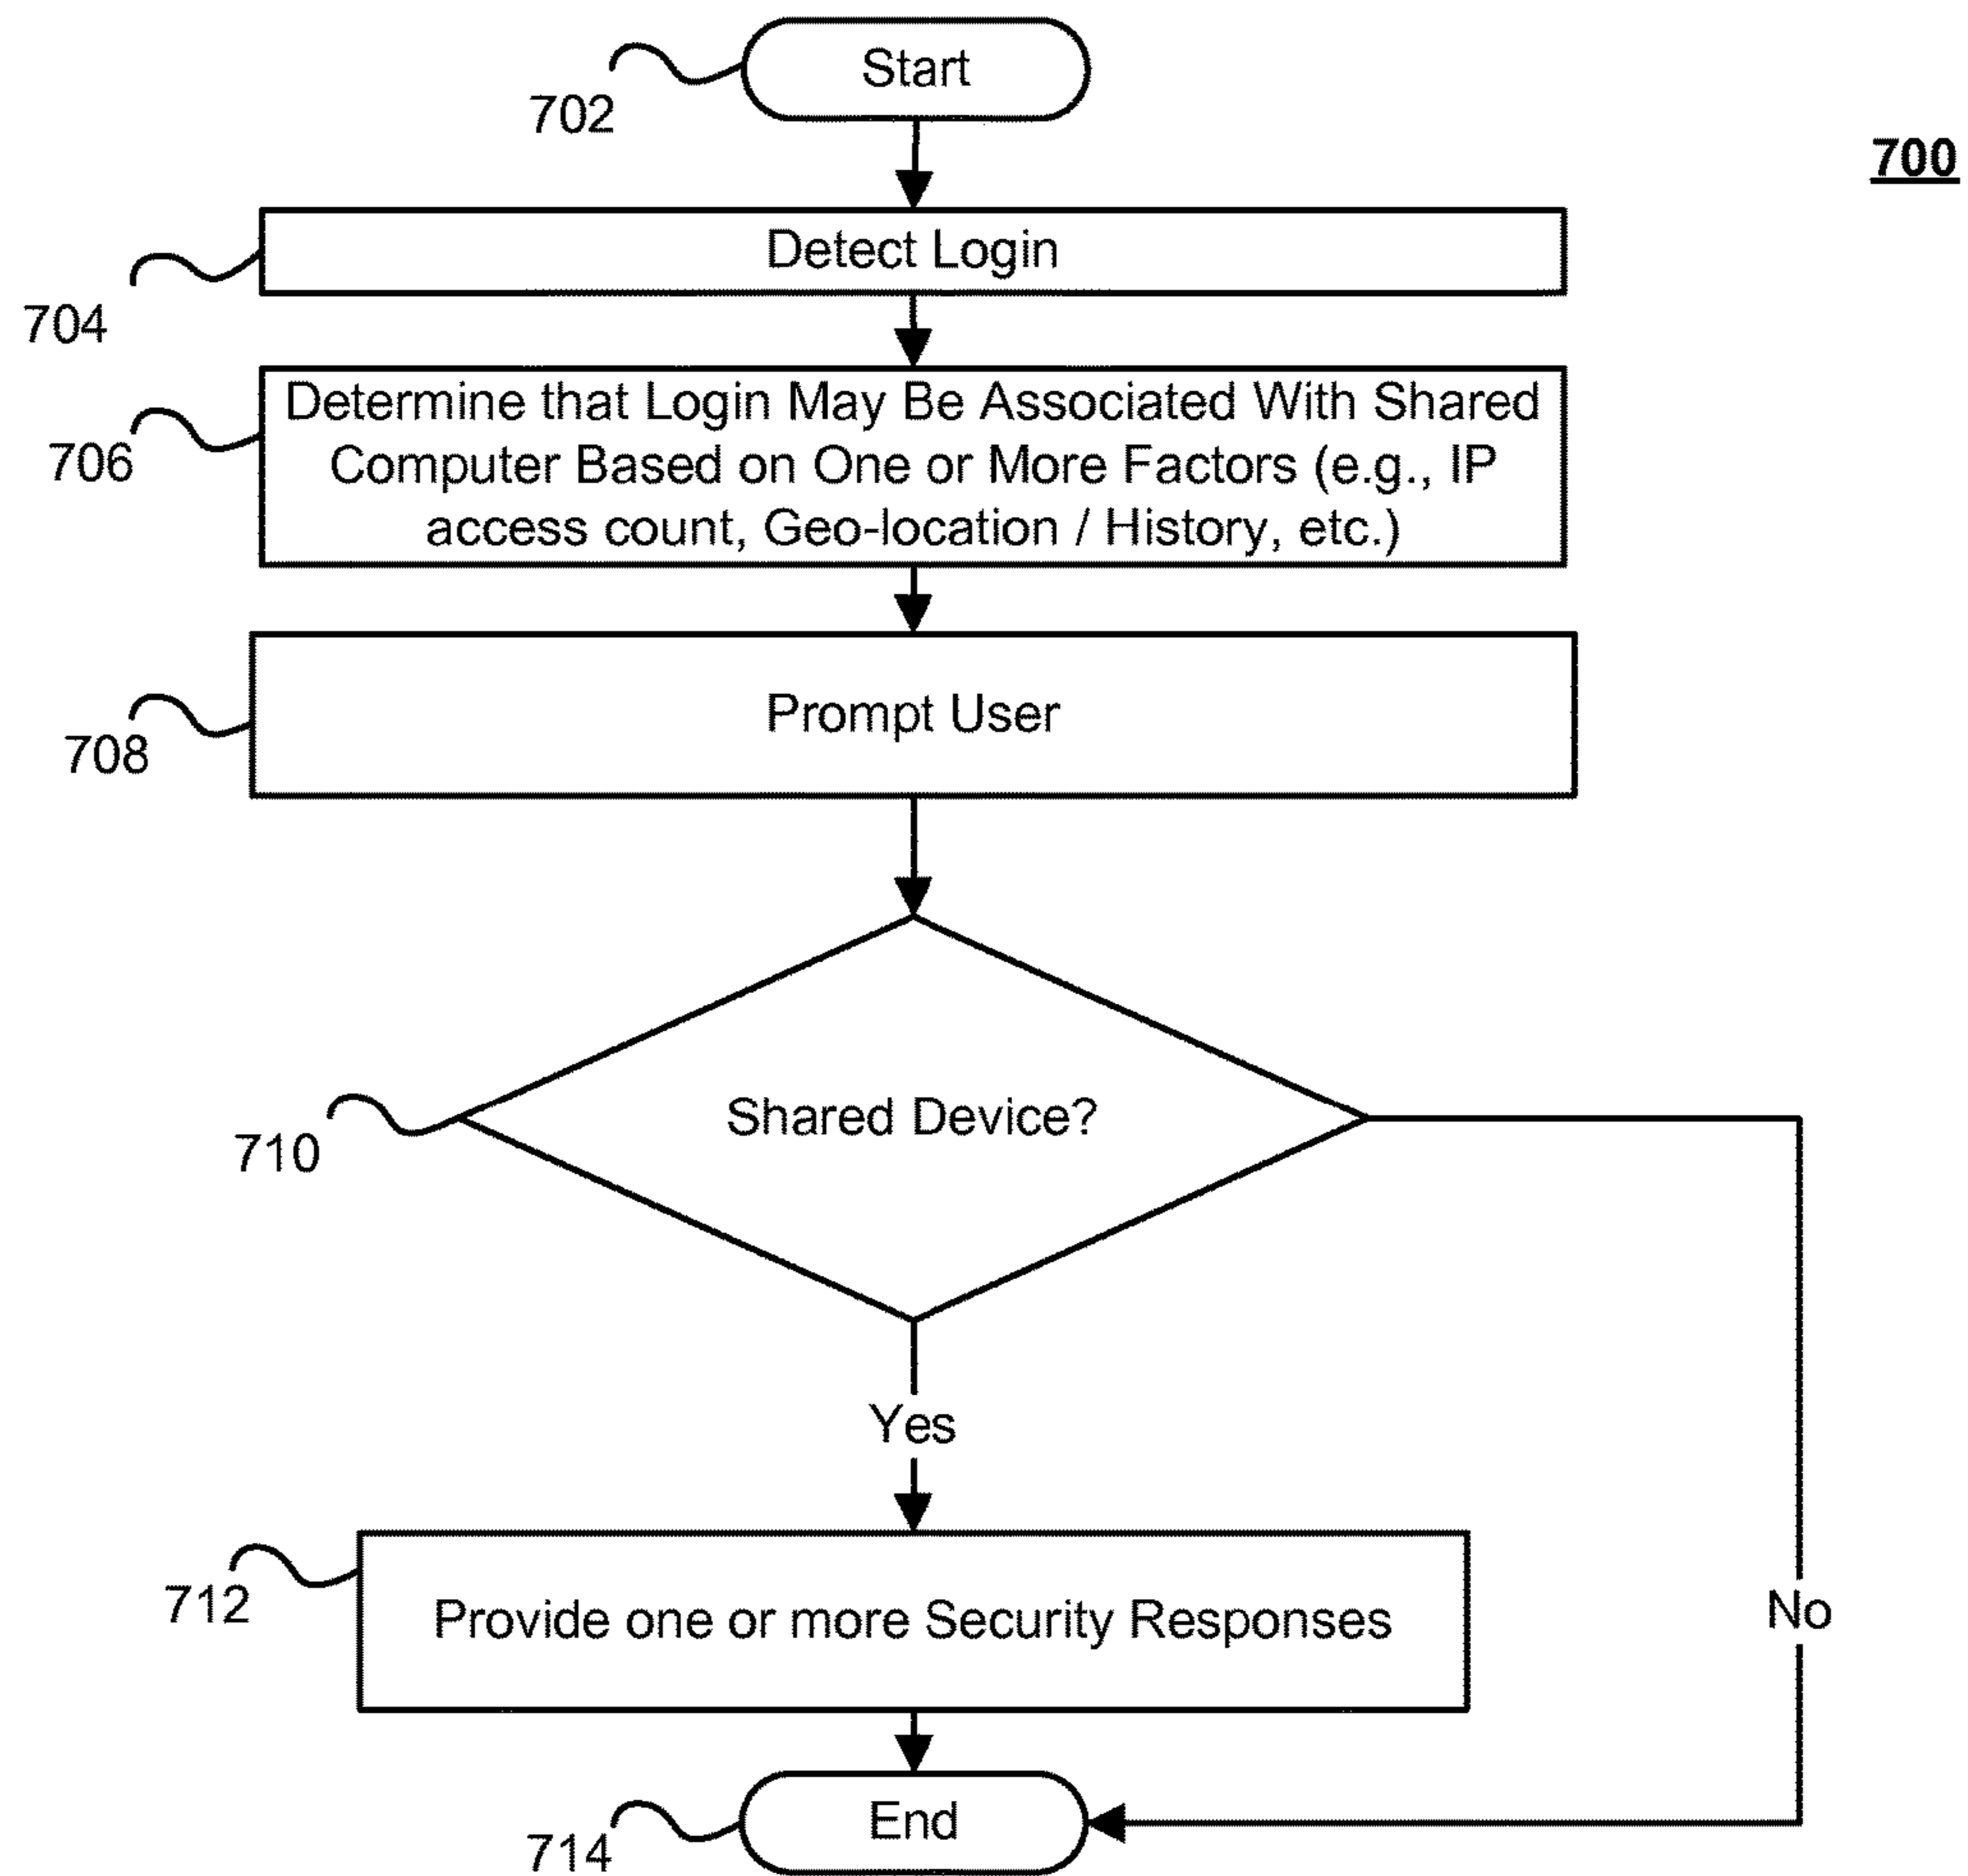 Start
702
700
Detect Login
704
Determine that Login May Be Associated With Shared
Computer Based on One or More Factors (e.g., IP
access count, Geo-location / History, etc.)
706
Prompt User
708
Shared Device?
710
Yes
712
Provide one or more Security Responses
No
End
714